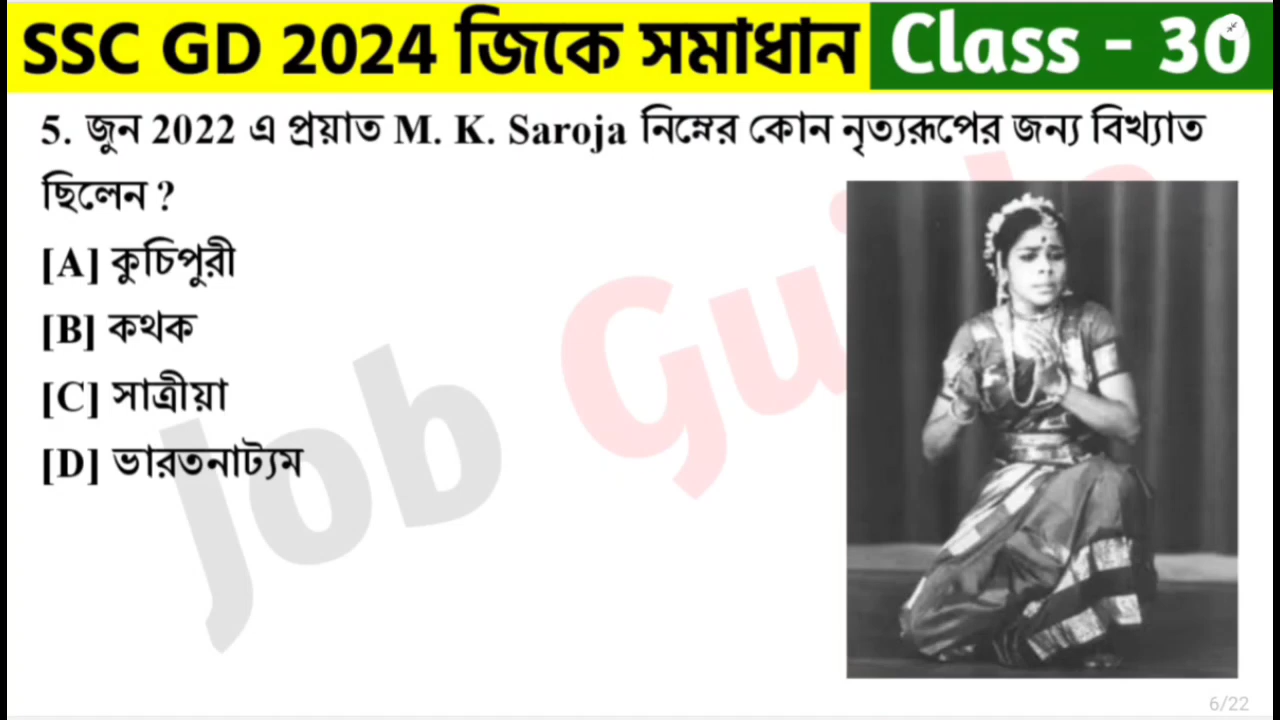 SSC GD 2024 জিকে সমাধান Class - 30
5. জুন 2022 এ প্রয়াত M. K. Saroja নিম্নের কোন নৃত্যরূপের জন্য বিখ্যাত
ছিলেন ?
[A] কুচিপুরী
[B] কথক
[C] সাত্রীয়া
[D] ভারতনাট্যম
Job Guide
6/22